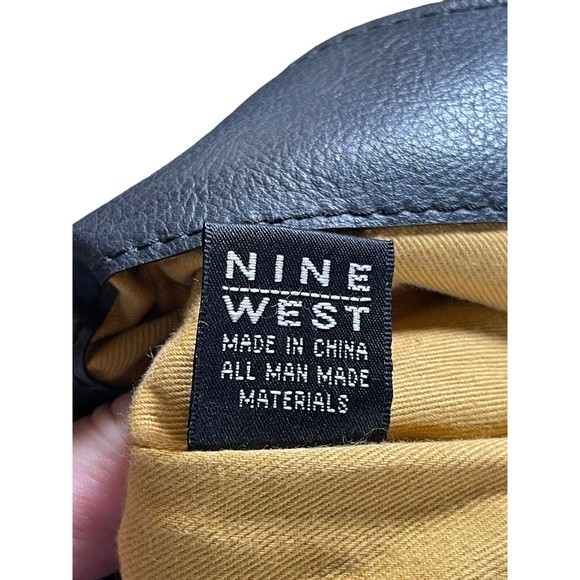 NINE
WEST
MADE IN CHINA
ALL MAN MADE
MATERIALS